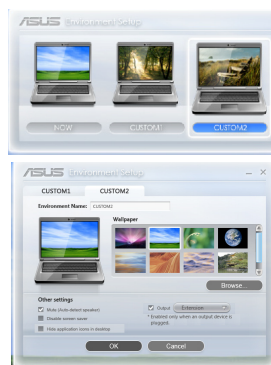 ASUS Environment Setup
NOW
CUSTOM1
CUSTOM2
ASUS Environment Setup
CUSTOM1 CUSTOM2
Environment Name: CUSTOM2
Wallpaper
Browse...
Other settings
Mute (Auto-detect speaker)
Output Extension
Disable screen saver
* Enabled only when an output device is
plugged.
Hide application icons in desktop
OK Cancel